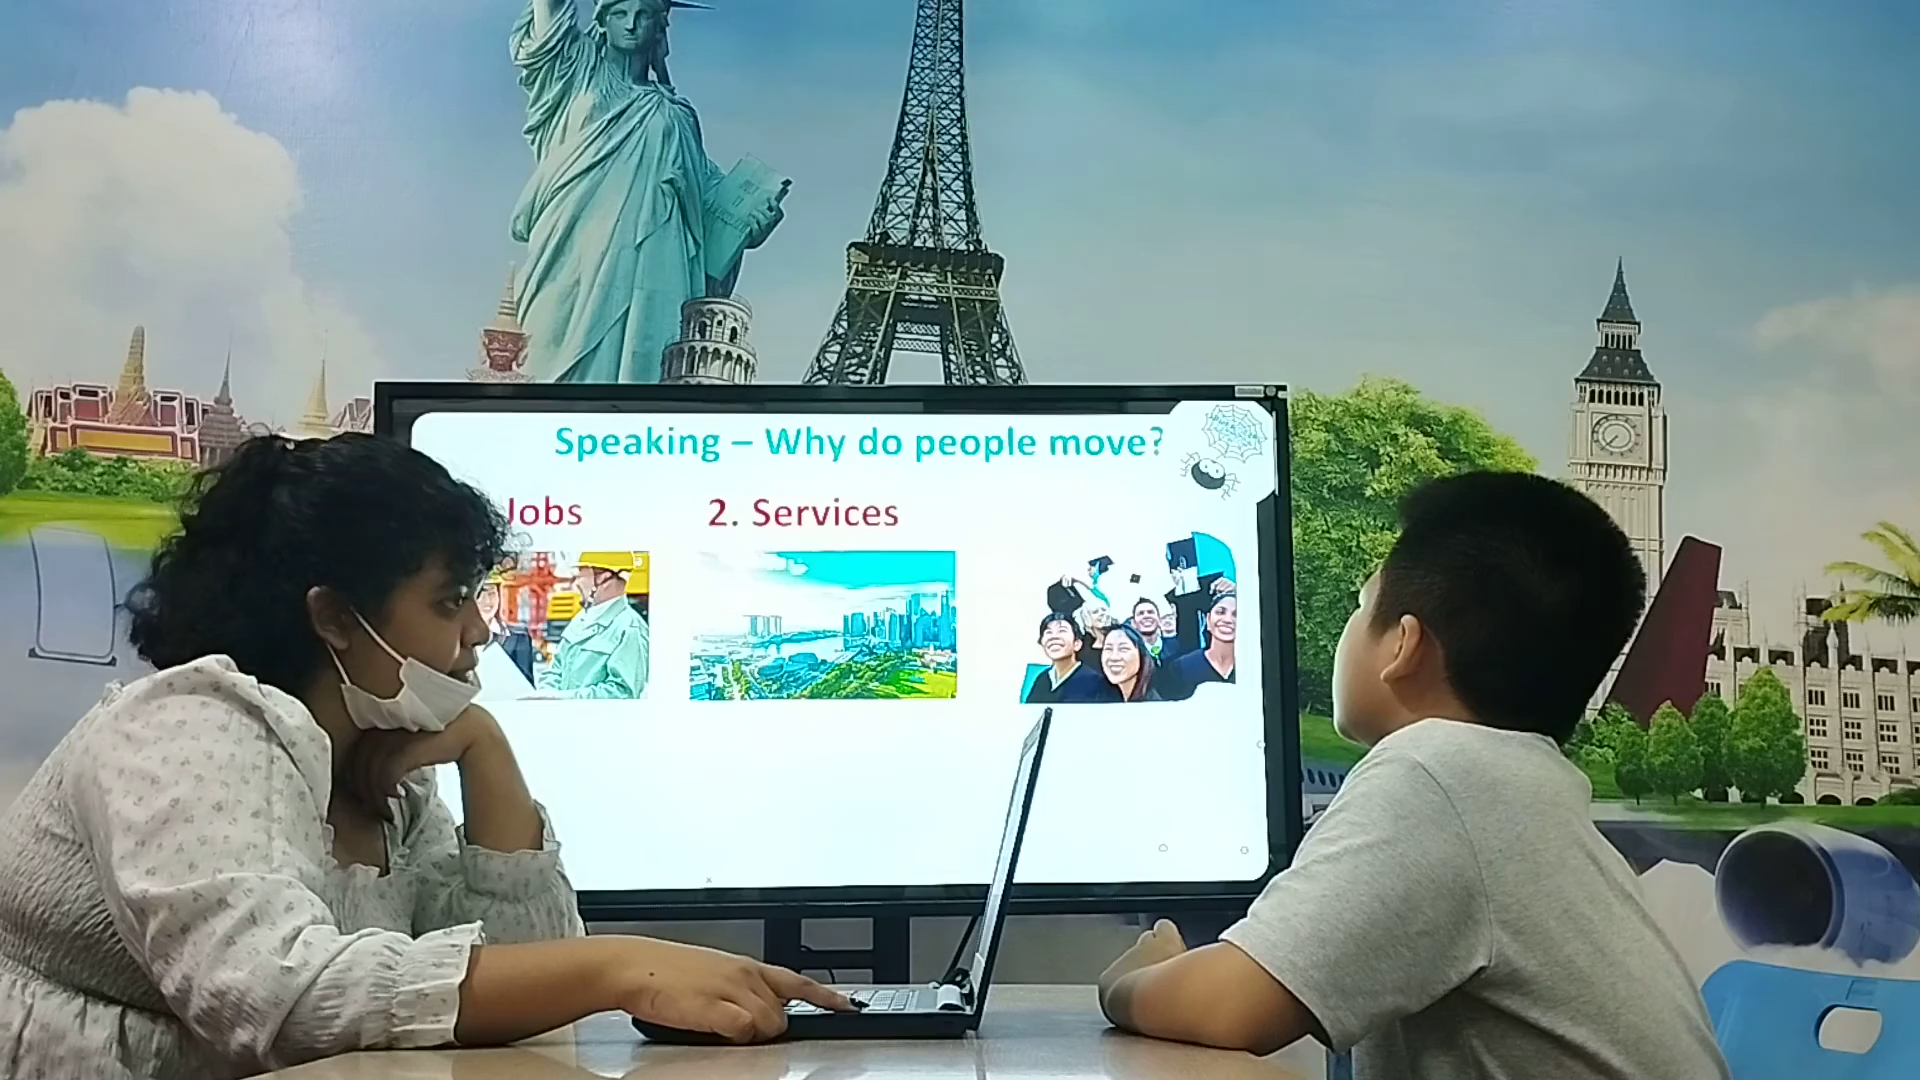 Speaking – Why do people move?
Jobs
2. Services